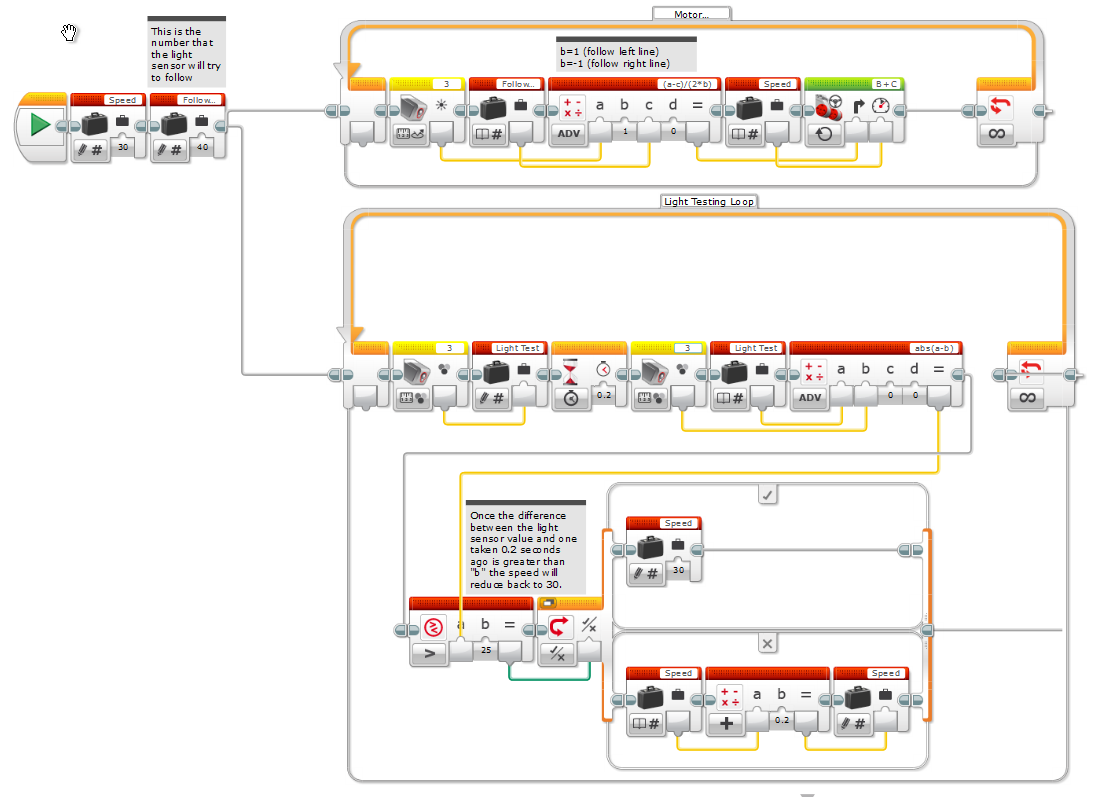 Motor...
This is the
number that
the light
sensor will try
to follow
b=1 (follow left line)
b=-1 (follow right line)
3
Follow...
(a-c)/(2*b)
Speed
B+C
a b c d =
ADV
1
0
#
∞
Speed
Follow...
#
30
#
40
Light Testing Loop
3
Light Test
3
Light Test
abs(a-b)
a b c d =
#
0.2
#
ADV
0
0
∞
Once the difference
between the light
sensor value and one
taken 0.2 seconds
ago is greater than
"b" the speed will
reduce back to 30.
Speed
#
30
a b =
>
25
Speed
Speed
a b =
#
+
0.2
#